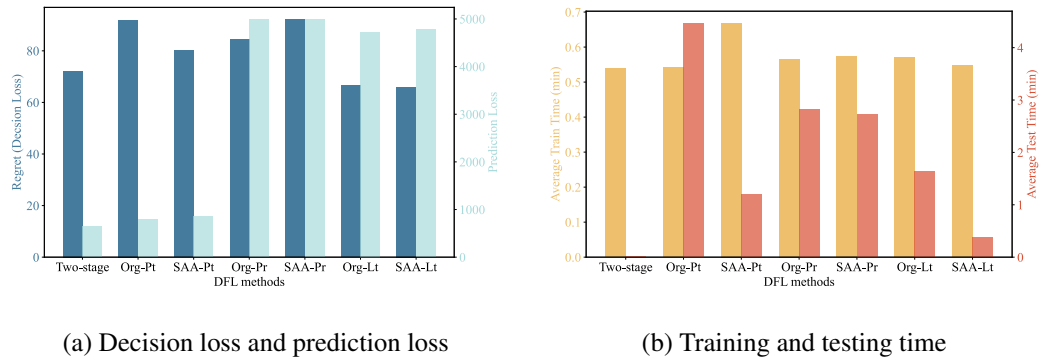 80
60
40
20
0
Regret (Decsion Loss)
5000
4000
3000
2000
1000
0
Prediction Loss
Two-stage Org-Pt SAA-Pt Org-Pr SAA-Pr Org-Lt SAA-Lt
DFL methods
(a) Decision loss and prediction loss
0.7
0.6
0.5
0.4
0.3
0.2
0.1
0.0
Average Train Time (min)
4
3
2
1
0
Average Test Time (min)
Two-stage Org-Pt SAA-Pt Org-Pr SAA-Pr Org-Lt SAA-Lt
DFL methods
(b) Training and testing time